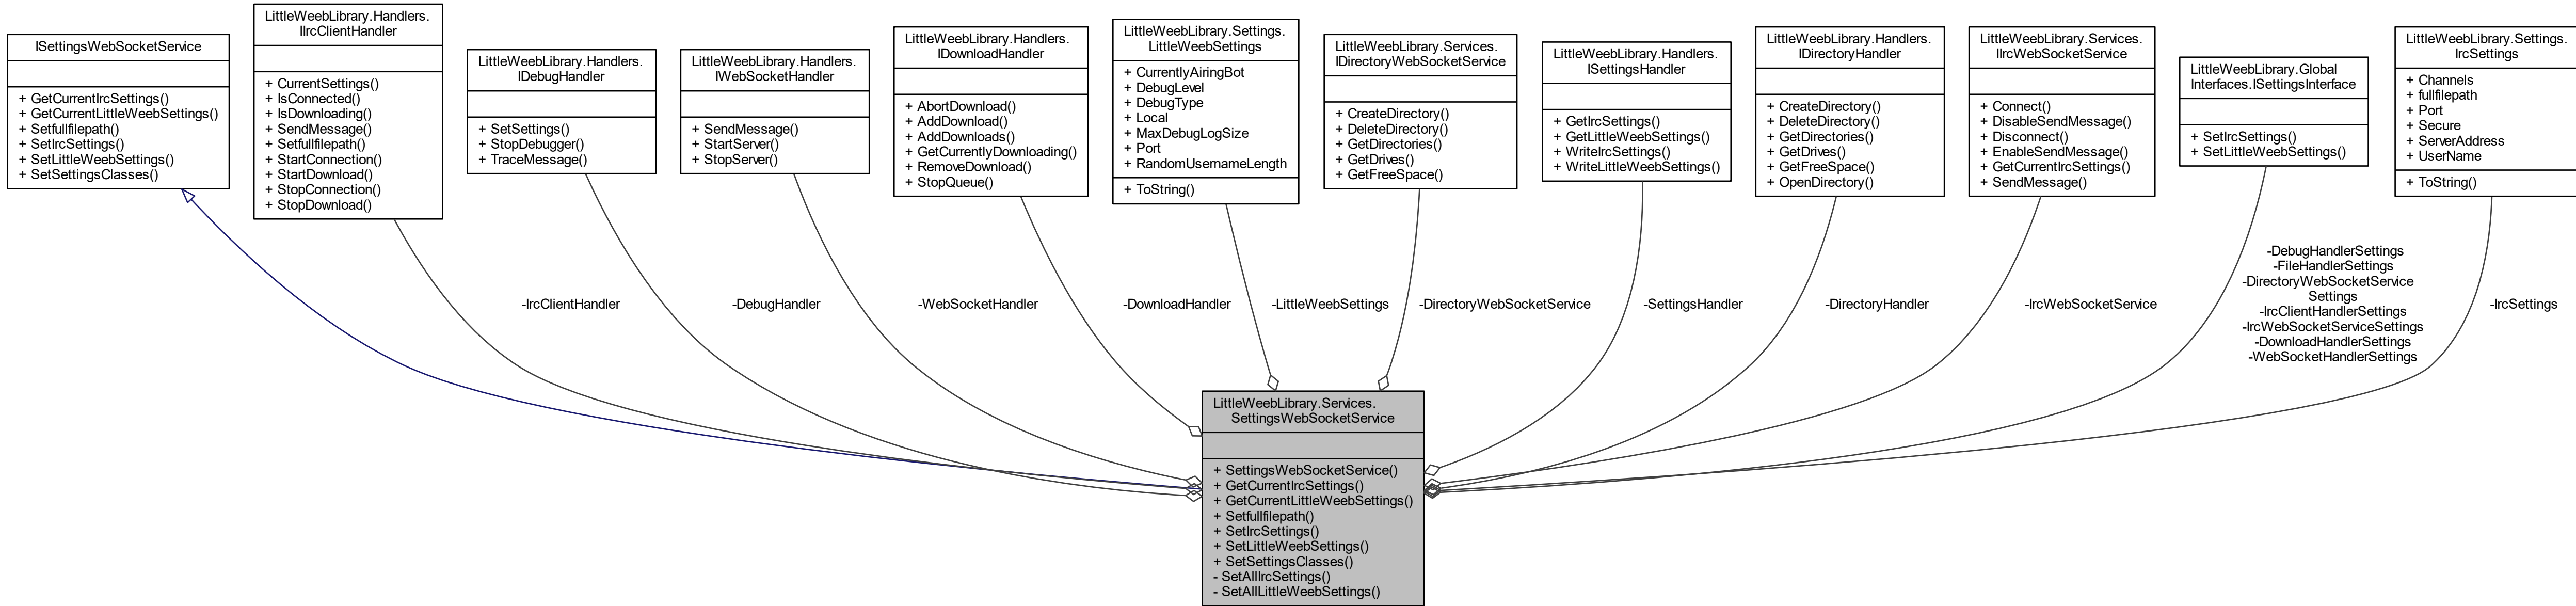 ISettingsWebSocketService
+ GetCurrentIrcSettings()
+ GetCurrentLittleWeebSettings()
+ Setfullfilepath()
+ SetIrcSettings()
+ SetLittleWeebSettings()
+ SetSettingsClasses()
LittleWeebLibrary.Handlers.
IIrcClientHandler
+ CurrentSettings()
+ IsConnected()
+ IsDownloading()
+ SendMessage()
+ Setfullfilepath()
+ StartConnection()
+ StartDownload()
+ StopConnection()
+ StopDownload()
LittleWeebLibrary.Handlers.
IDebugHandler
+ SetSettings()
+ StopDebugger()
+ TraceMessage()
LittleWeebLibrary.Handlers.
IWebSocketHandler
+ SendMessage()
+ StartServer()
+ StopServer()
LittleWeebLibrary.Handlers.
IDownloadHandler
+ AbortDownload()
+ AddDownload()
+ AddDownloads()
+ GetCurrentlyDownloading()
+ RemoveDownload()
+ StopQueue()
LittleWeebLibrary.Settings.
LittleWeebSettings
+ CurrentlyAiringBot
+ DebugLevel
+ DebugType
+ Local
+ MaxDebugLogSize
+ Port
+ RandomUsernameLength
+ ToString()
LittleWeebLibrary.Services.
IDirectoryWebSocketService
+ CreateDirectory()
+ DeleteDirectory()
+ GetDirectories()
+ GetDrives()
+ GetFreeSpace()
LittleWeebLibrary.Handlers.
ISettingsHandler
+ GetIrcSettings()
+ GetLittleWeebSettings()
+ WriteIrcSettings()
+ WriteLittleWeebSettings()
LittleWeebLibrary.Handlers.
IDirectoryHandler
+ CreateDirectory()
+ DeleteDirectory()
+ GetDirectories()
+ GetDrives()
+ GetFreeSpace()
+ OpenDirectory()
LittleWeebLibrary.Services.
IIrcWebSocketService
+ Connect()
+ DisableSendMessage()
+ Disconnect()
+ EnableSendMessage()
+ GetCurrentIrcSettings()
+ SendMessage()
LittleWeebLibrary.Global
Interfaces.ISettingsInterface
+ SetIrcSettings()
+ SetLittleWeebSettings()
LittleWeebLibrary.Settings.
IrcSettings
+ Channels
+ fullfilepath
+ Port
+ Secure
+ ServerAddress
+ UserName
+ ToString()
-IrcClientHandler
-DebugHandler
-WebSocketHandler
-DownloadHandler
-LittleWeebSettings
-DirectoryWebSocketService
-SettingsHandler
-DirectoryHandler
-IrcWebSocketService
-DebugHandlerSettings
-FileHandlerSettings
-DirectoryWebSocketService
Settings
-IrcClientHandlerSettings
-IrcWebSocketServiceSettings
-DownloadHandlerSettings
-WebSocketHandlerSettings
-IrcSettings
LittleWeebLibrary.Services.
SettingsWebSocketService
+ SettingsWebSocketService()
+ GetCurrentIrcSettings()
+ GetCurrentLittleWeebSettings()
+ Setfullfilepath()
+ SetIrcSettings()
+ SetLittleWeebSettings()
+ SetSettingsClasses()
- SetAllIrcSettings()
- SetAllLittleWeebSettings()